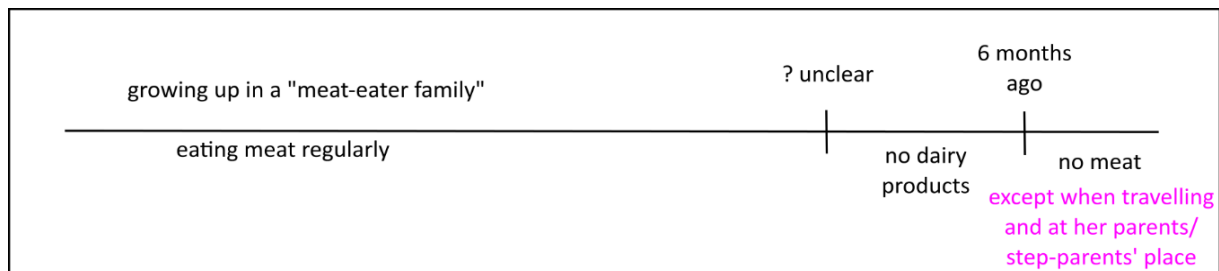 growing up in a "meat-eater family"
eating meat regularly
? unclear
no dairy
products
6 months
ago
no meat
except when travelling
and at her parents/
step-parents' place